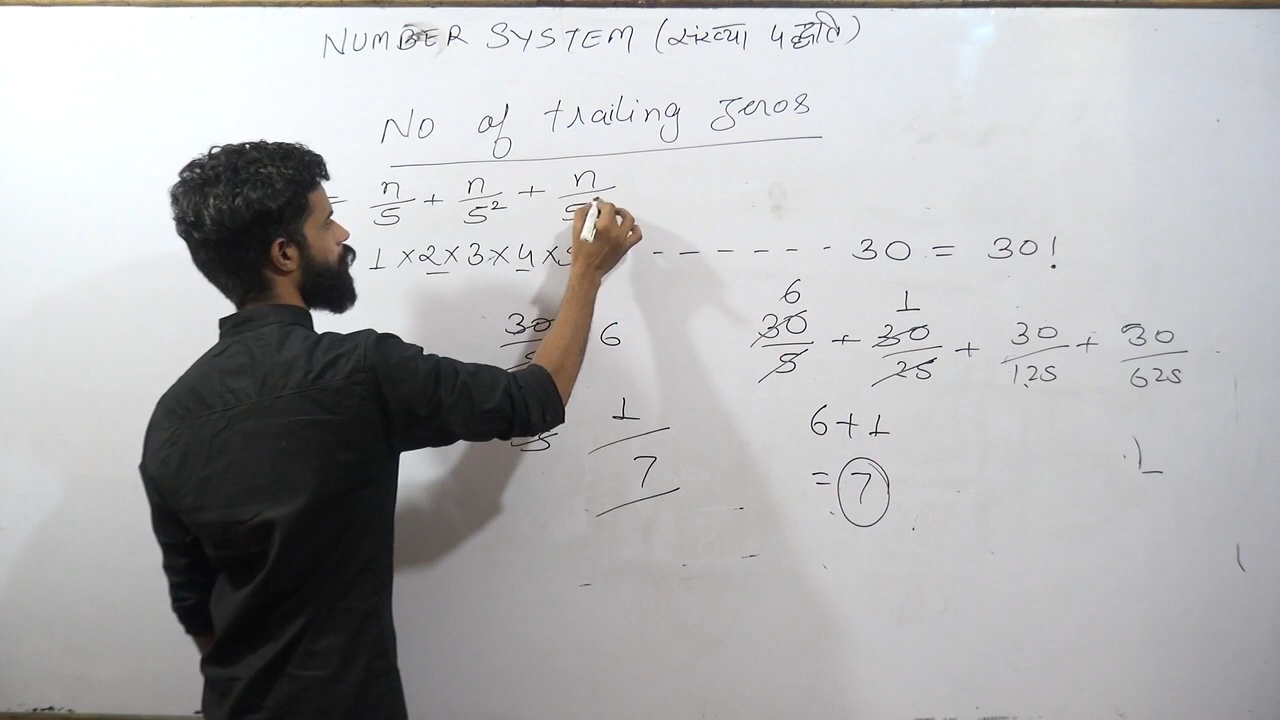 NUMBER SYSTEM (संख्या पद्धति)
No of trailing zeros
= n/5 + n/5² + n/5
1 × 2 × 3 × 4 × 5 - - - - - - 30 = 30!
30 6
6 1
30/5 + 30/25 + 30/125 + 30/625
1
6+1
7
= 7